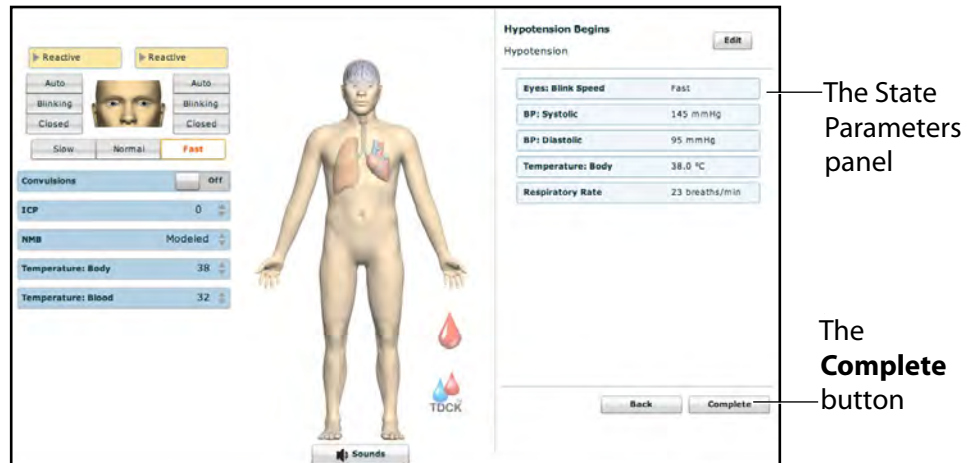 Reactive
Reactive
Auto
Auto
Blinking
Blinking
Closed
Closed
Slow
Normal
Fast
Convulsions
Off
ICP
0
NMB
Modeled
Temperature: Body
38
Temperature: Blood
32
TDCK
Sounds
Hypotension Begins
Hypotension
Edit
Eyes: Blink Speed
Fast
BP: Systolic
145 mmHg
BP: Diastolic
95 mmHg
Temperature: Body
38.0 °C
Respiratory Rate
23 breaths/min
Back
Complete
The State
Parameters
panel
The
Complete
button